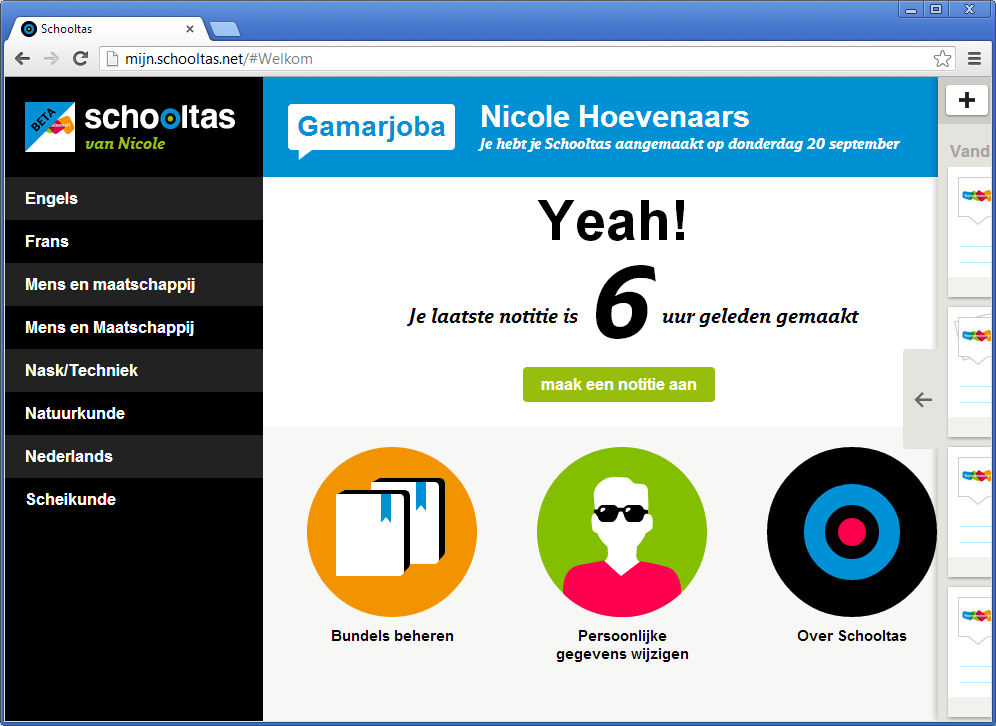 Schooltas
mijn.schooltas.net/#Welkom
BETA
schooltas
van Nicole
Engels
Frans
Mens en maatschappij
Mens en Maatschappij
Nask/Techniek
Natuurkunde
Nederlands
Scheikunde
Gamarjoba
Nicole Hoevenaars
Je hebt je Schooltas aangemaakt op donderdag 20 september
Yeah!
Je laatste notitie is 6 uur geleden gemaakt
maak een notitie aan
Bundels beheren
Persoonlijke
gegevens wijzigen
Over Schooltas